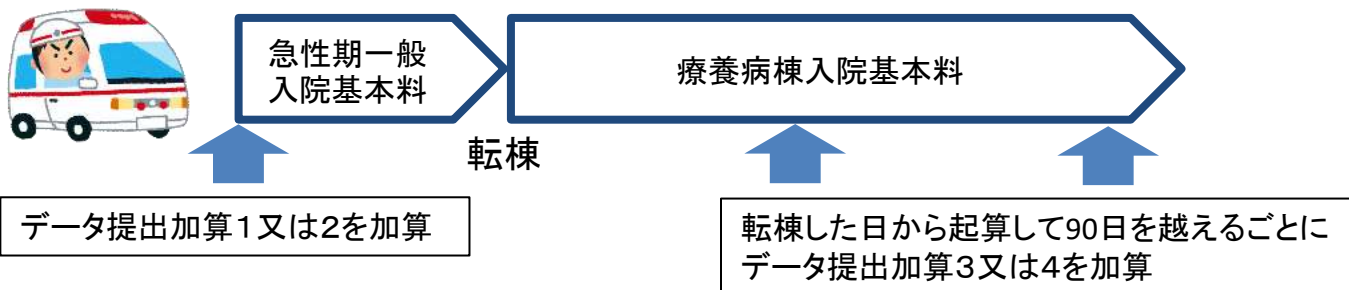 急性期一般
入院基本料
療養病棟入院基本料
転棟
データ提出加算１又は２を加算
転棟した日から起算して90日を越えるごとに
データ提出加算３又は４を加算